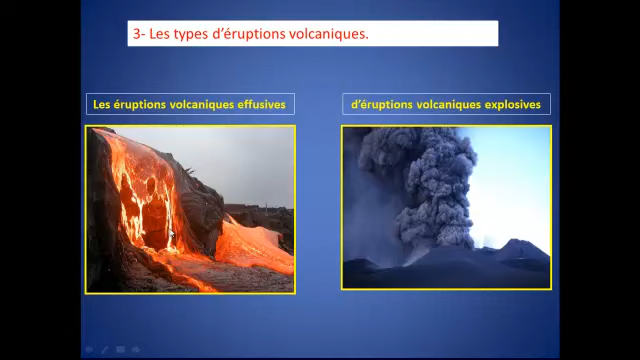 3- Les types d'éruptions volcaniques.
Les éruptions volcaniques effusives
d'éruptions volcaniques explosives